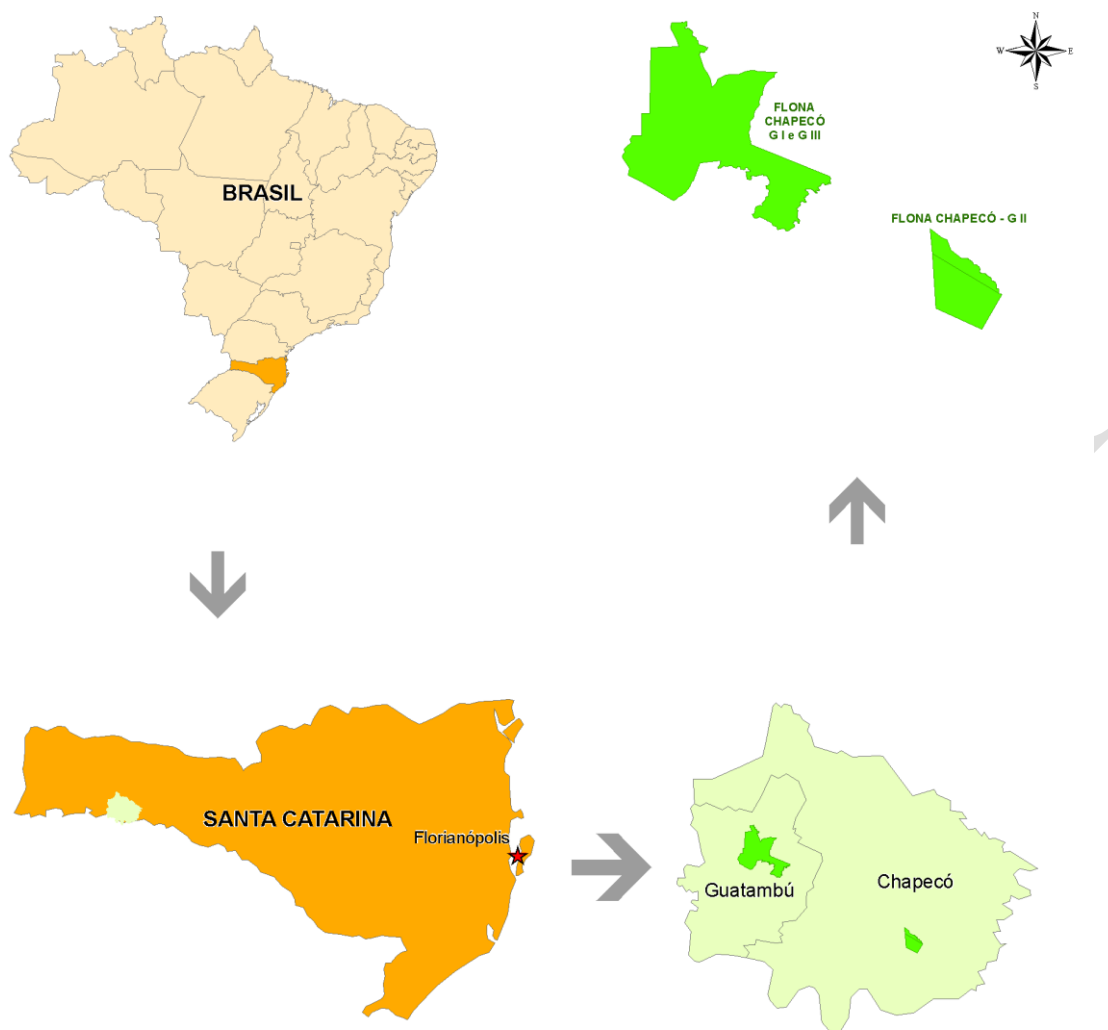 BRASIL
N
W
E
S
FLONA
CHAPECÓ
G I e G III
FLONA CHAPECÓ - G II
SANTA CATARINA
Florianópolis
Guatambú
Chapecó